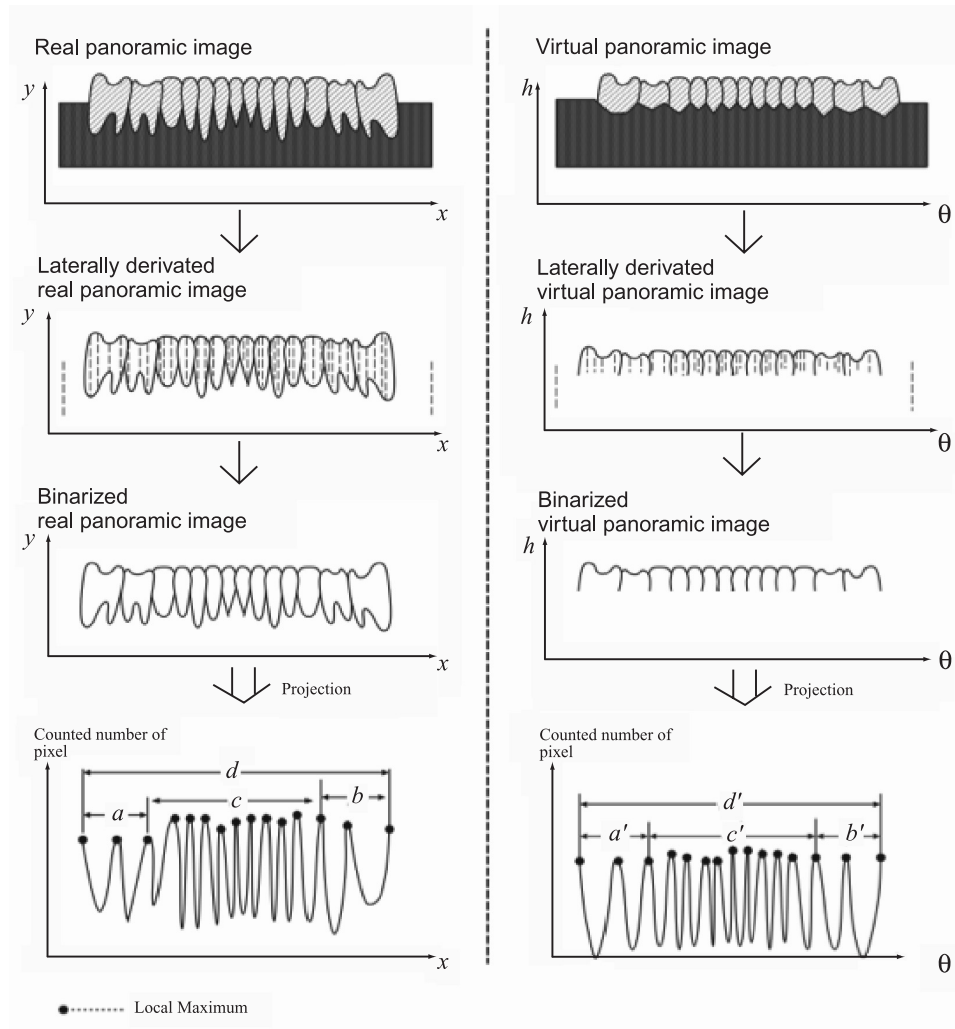 Real panoramic image
y
x
Laterally derivated
real panoramic image
y
x
Binarized
real panoramic image
y
x
Projection
Counted number of
pixel
d
a
c
b
x
Local Maximum
Virtual panoramic image
h
θ
Laterally derivated
virtual panoramic image
h
θ
Binarized
virtual panoramic image
h
θ
Projection
Counted number of
pixel
d'
a'
c'
b'
θ